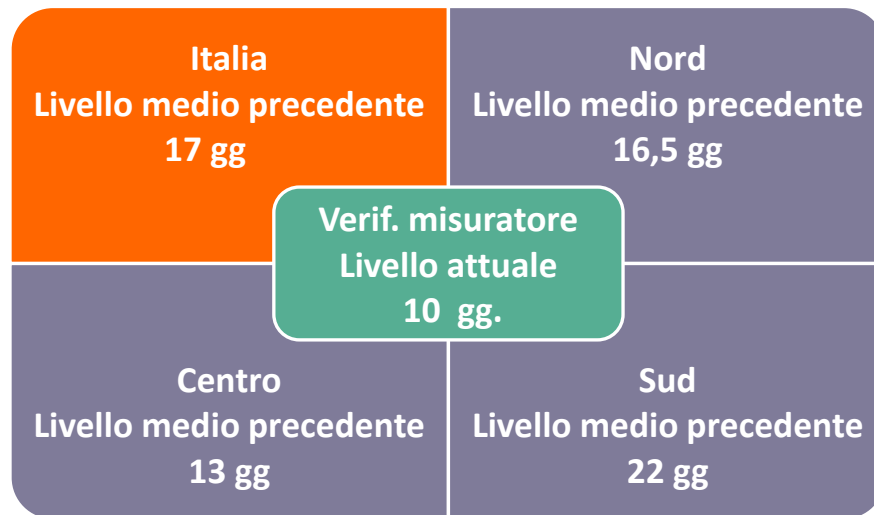 Italia
Livello medio precedente
17 gg
Nord
Livello medio precedente
16,5 gg
Verif. misuratore
Livello attuale
10 gg.
Centro
Livello medio precedente
13 gg
Sud
Livello medio precedente
22 gg